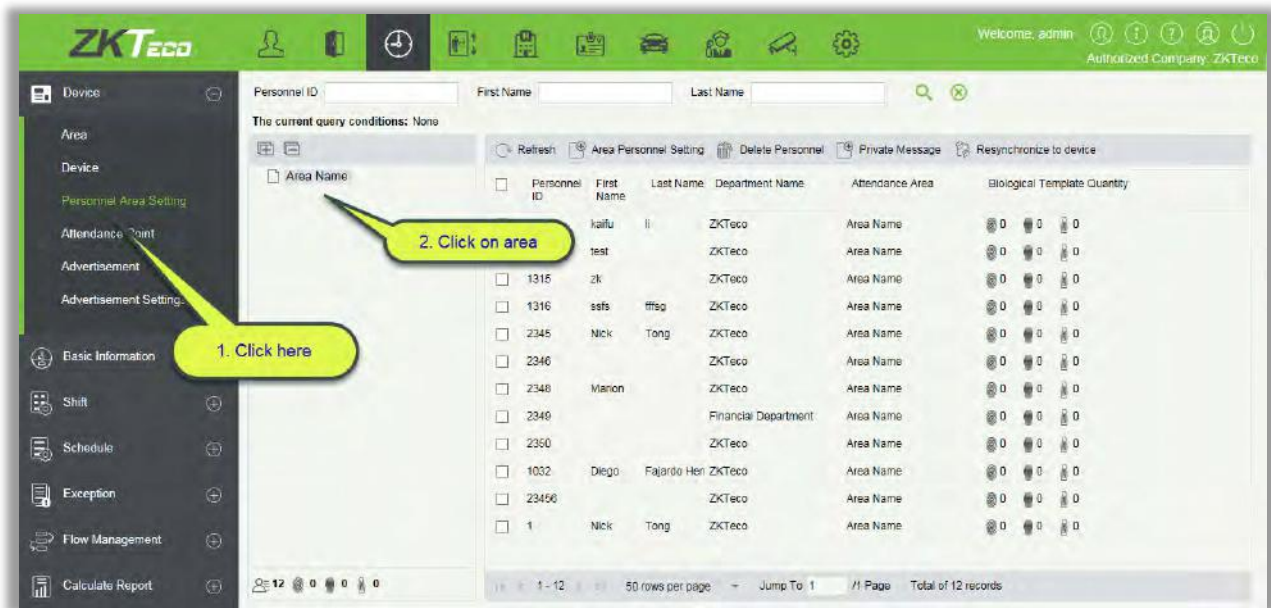 ZKTeco
Welcome, admin
Authorized Company: ZKTeco
Device
Area
Device
Personnel Area Setting
Attendance Point
Advertisement
Advertisement Setting
Basic Information
Shift
Schedule
Exception
Flow Management
Calculate Report
1. Click here
Personnel ID First Name Last Name
The current query conditions: None
Area Name
2. Click on area
12 0 0 0
Refresh Area Personnel Setting Delete Personnel Private Message Resynchronize to device
Personnel ID First Name Last Name Department Name Attendance Area Biological Template Quantity
kaifu li ZKTeco Area Name 0 0 0
test ZKTeco Area Name 0 0 0
1315 zk ZKTeco Area Name 0 0 0
1316 ssfs fffsg ZKTeco Area Name 0 0 0
2345 Nick Tong ZKTeco Area Name 0 0 0
2346 ZKTeco Area Name 0 0 0
2348 Marion ZKTeco Area Name 0 0 0
2349 Financial Department Area Name 0 0 0
2350 ZKTeco Area Name 0 0 0
1032 Diego Fajardo Hen ZKTeco Area Name 0 0 0
23456 ZKTeco Area Name 0 0 0
1 Nick Tong ZKTeco Area Name 0 0 0
1 - 12 50 rows per page Jump To 1 /1 Page Total of 12 records